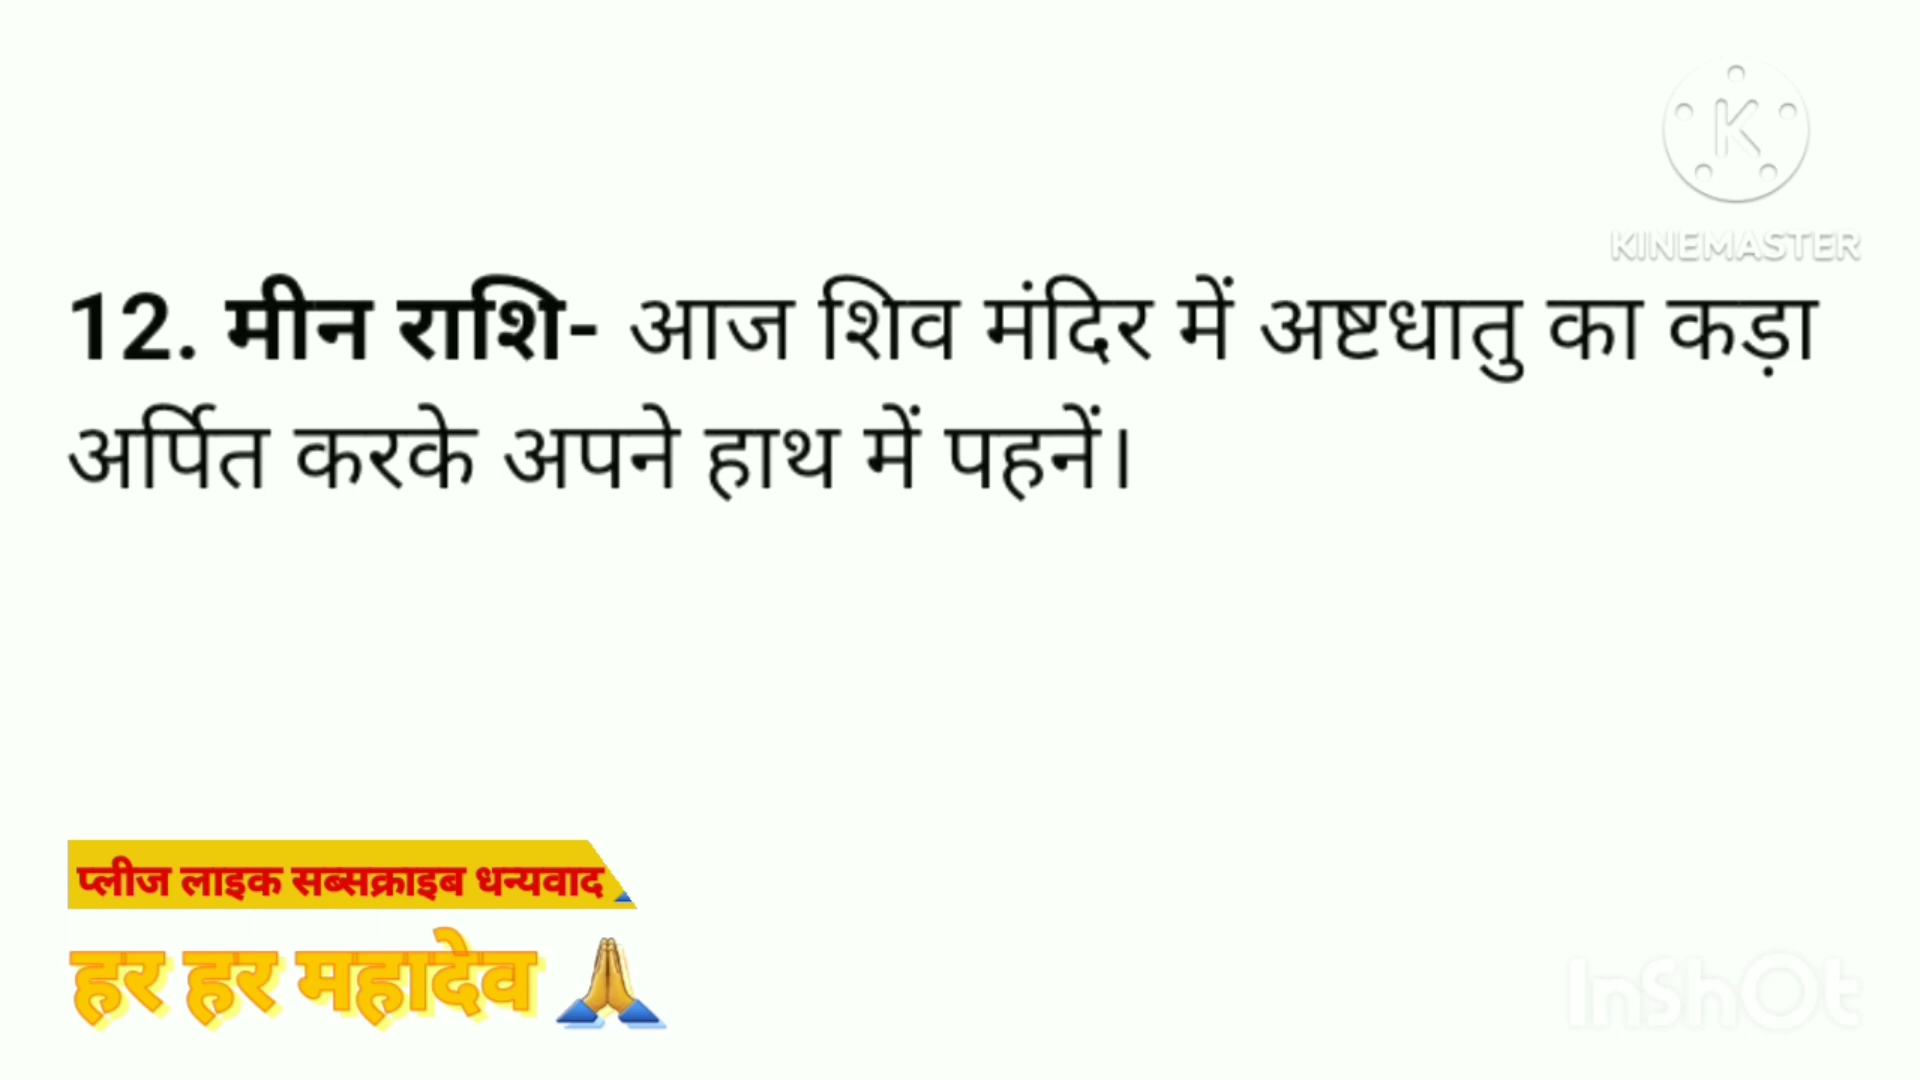 KINEMASTER
12. मीन राशि- आज शिव मंदिर में अष्टधातु का कड़ा
अर्पित करके अपने हाथ में पहनें।
प्लीज लाइक सब्सक्राइब धन्यवाद
हर हर महादेव 🙏
InShOt